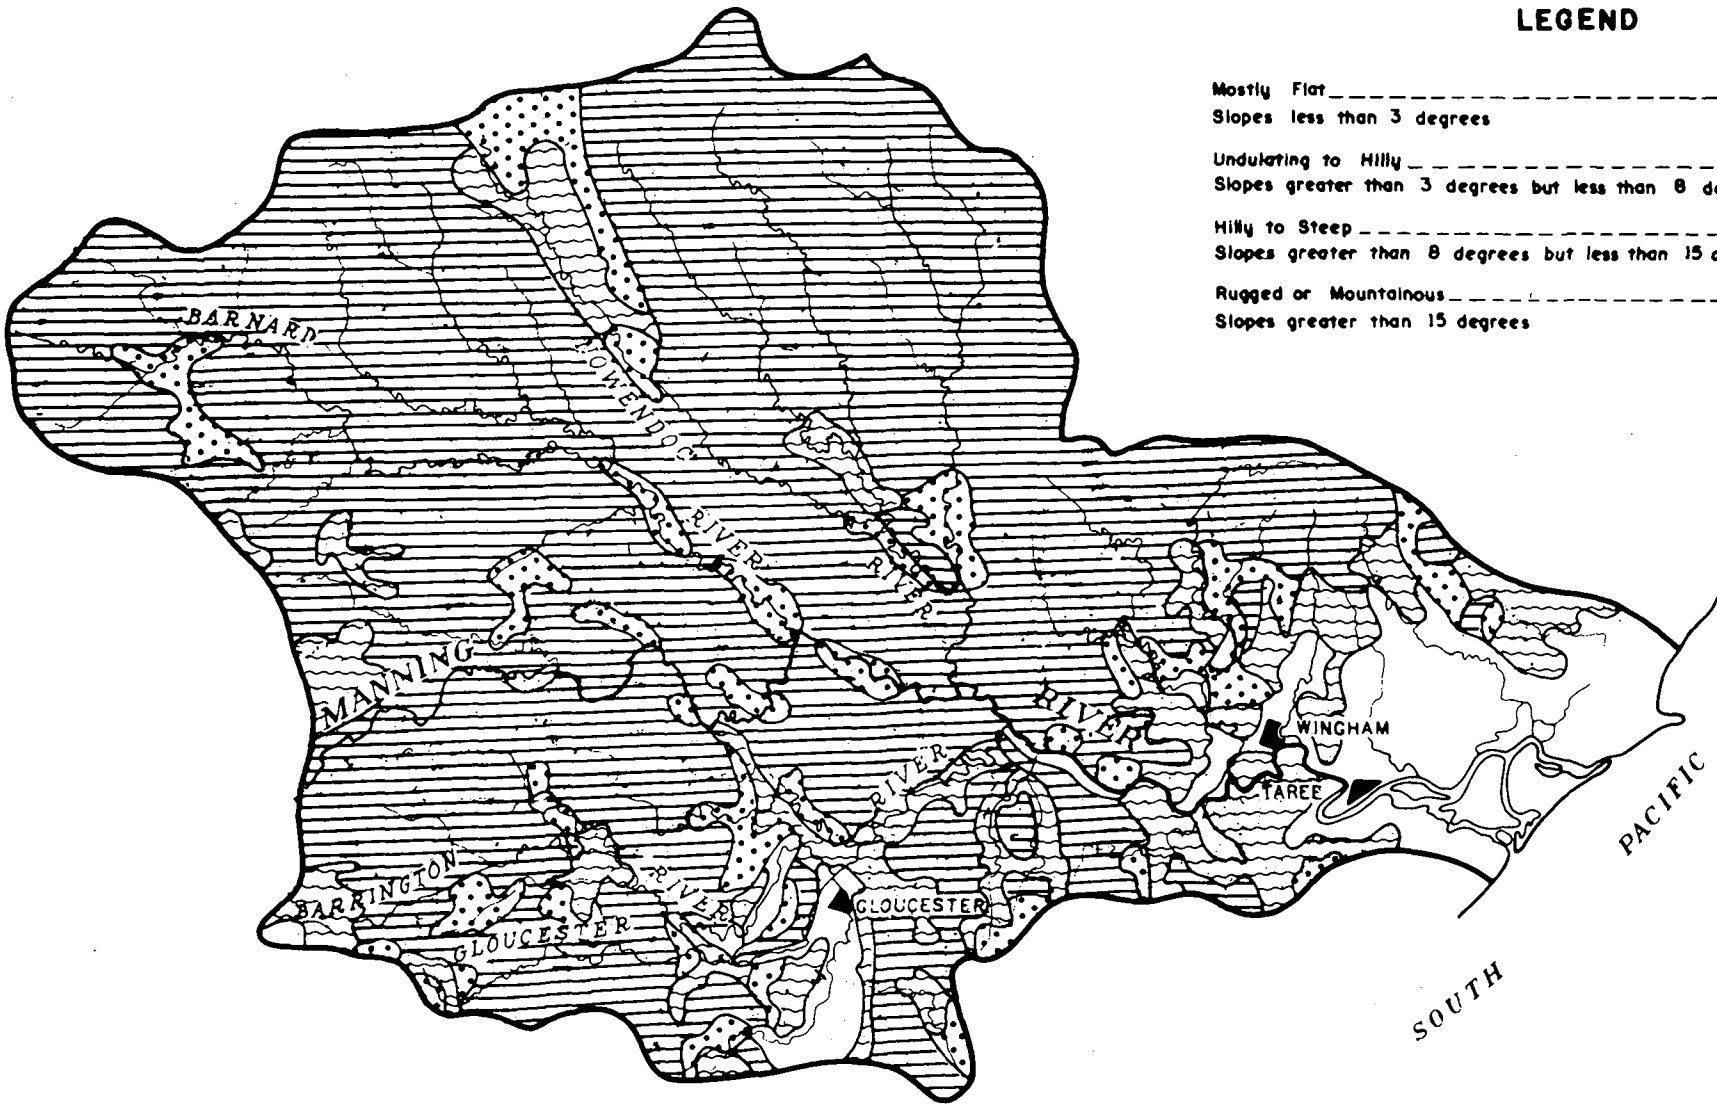 LEGEND
Mostly Flat
Slopes less than 3 degrees
Undulating to Hilly
Slopes greater than 3 degrees but less than 8 de
Hilly to Steep
Slopes greater than 8 degrees but less than 15 d
Rugged or Mountainous
Slopes greater than 15 degrees
BARNARD
ROWENDOC
RIVER
RIVER
MANNING
RIVER
WINGHAM
RIVER
TAREE
BARRINGTON
RIVER
GLOUCESTER
GLOUCESTER
SOUTH
PACIFIC